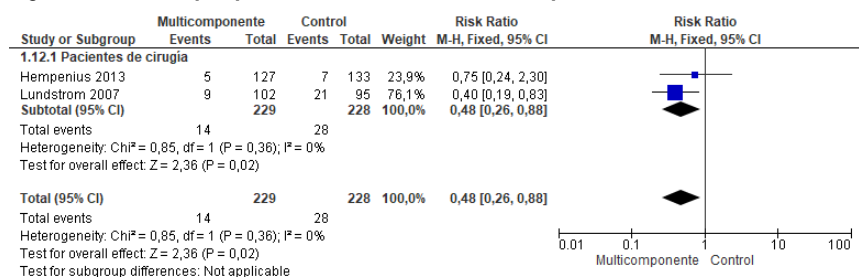 Multicomponente Control Risk Ratio Risk Ratio
Study or Subgroup Events Total Events Total Weight M-H, Fixed, 95% CI M-H, Fixed, 95% CI
1.12.1 Pacientes de cirugía
Hempenius 2013 5 127 7 133 23,9% 0,75 [0,24, 2,30]
Lundstrom 2007 9 102 21 95 76,1% 0,40 [0,19, 0,83]
Subtotal (95% CI) 229 228 100,0% 0,48 [0,26, 0,88]
Total events 14 28
Heterogeneity: Chi² = 0,85, df = 1 (P = 0,36); I² = 0%
Test for overall effect: Z = 2,36 (P = 0,02)
Total (95% CI) 229 228 100,0% 0,48 [0,26, 0,88]
Total events 14 28
Heterogeneity: Chi² = 0,85, df = 1 (P = 0,36); I² = 0%
Test for overall effect: Z = 2,36 (P = 0,02)
Test for subgroup differences: Not applicable
0.01 0.1 1 10 100
Multicomponente Control